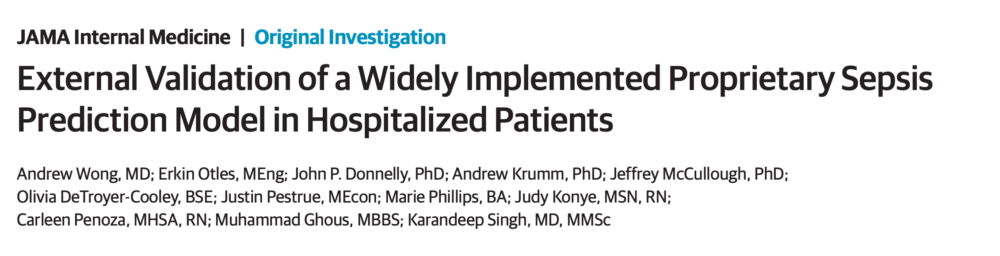 JAMA Internal Medicine | Original Investigation
External Validation of a Widely Implemented Proprietary Sepsis
Prediction Model in Hospitalized Patients
Andrew Wong, MD; Erkin Otles, MEng; John P. Donnelly, PhD; Andrew Krumm, PhD; Jeffrey McCullough, PhD;
Olivia DeTroyer-Cooley, BSE; Justin Pestrue, MEcon; Marie Phillips, BA; Judy Konye, MSN, RN;
Carleen Penoza, MHSA, RN; Muhammad Ghous, MBBS; Karandeep Singh, MD, MMSc